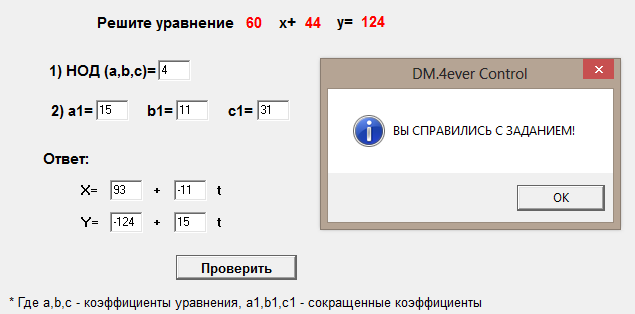 Решите уравнение 60 x+ 44 y= 124
1) НОД (a,b,c)= 4
2) a1= 15 b1= 11 c1= 31
Ответ:
X= 93 + -11 t
Y= -124 + 15 t
Проверить
* Где a,b,c - коэффициенты уравнения, a1,b1,c1 - сокращенные коэффициенты
DM.4ever Control
ВЫ СПРАВИЛИСЬ С ЗАДАНИЕМ!
OK